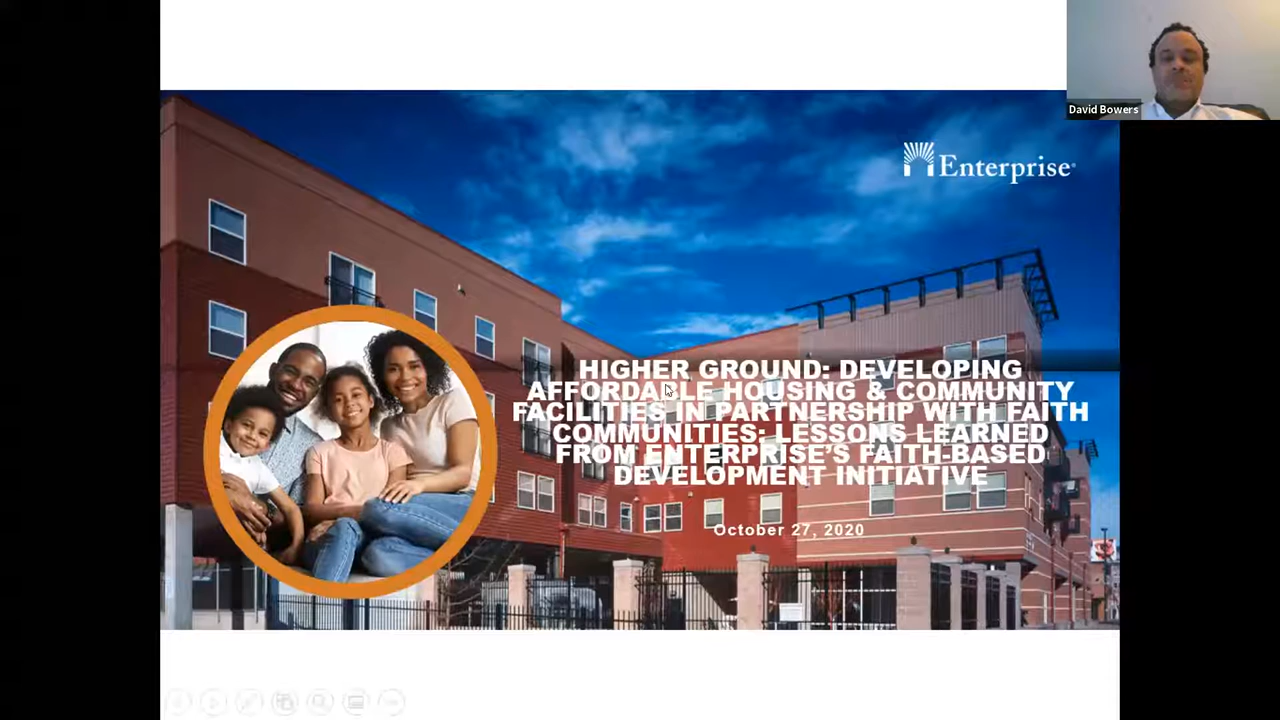 David Bowers
Enterprise
HIGHER GROUND: DEVELOPING
AFFORDABLE HOUSING & COMMUNITY
FACILITIES IN PARTNERSHIP WITH FAITH
COMMUNITIES: LESSONS LEARNED
FROM ENTERPRISE'S FAITH-BASED
DEVELOPMENT INITIATIVE
October 27, 2020